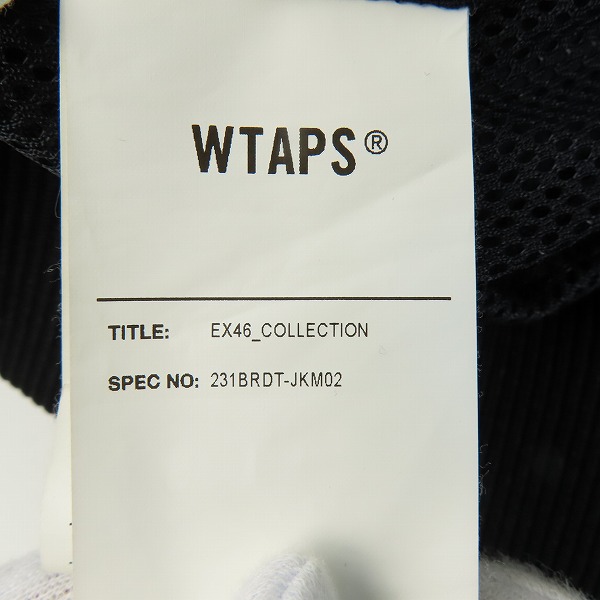 WTAPS®
TITLE: EX46_COLLECTION
SPEC NO: 231BRDT-JKM02